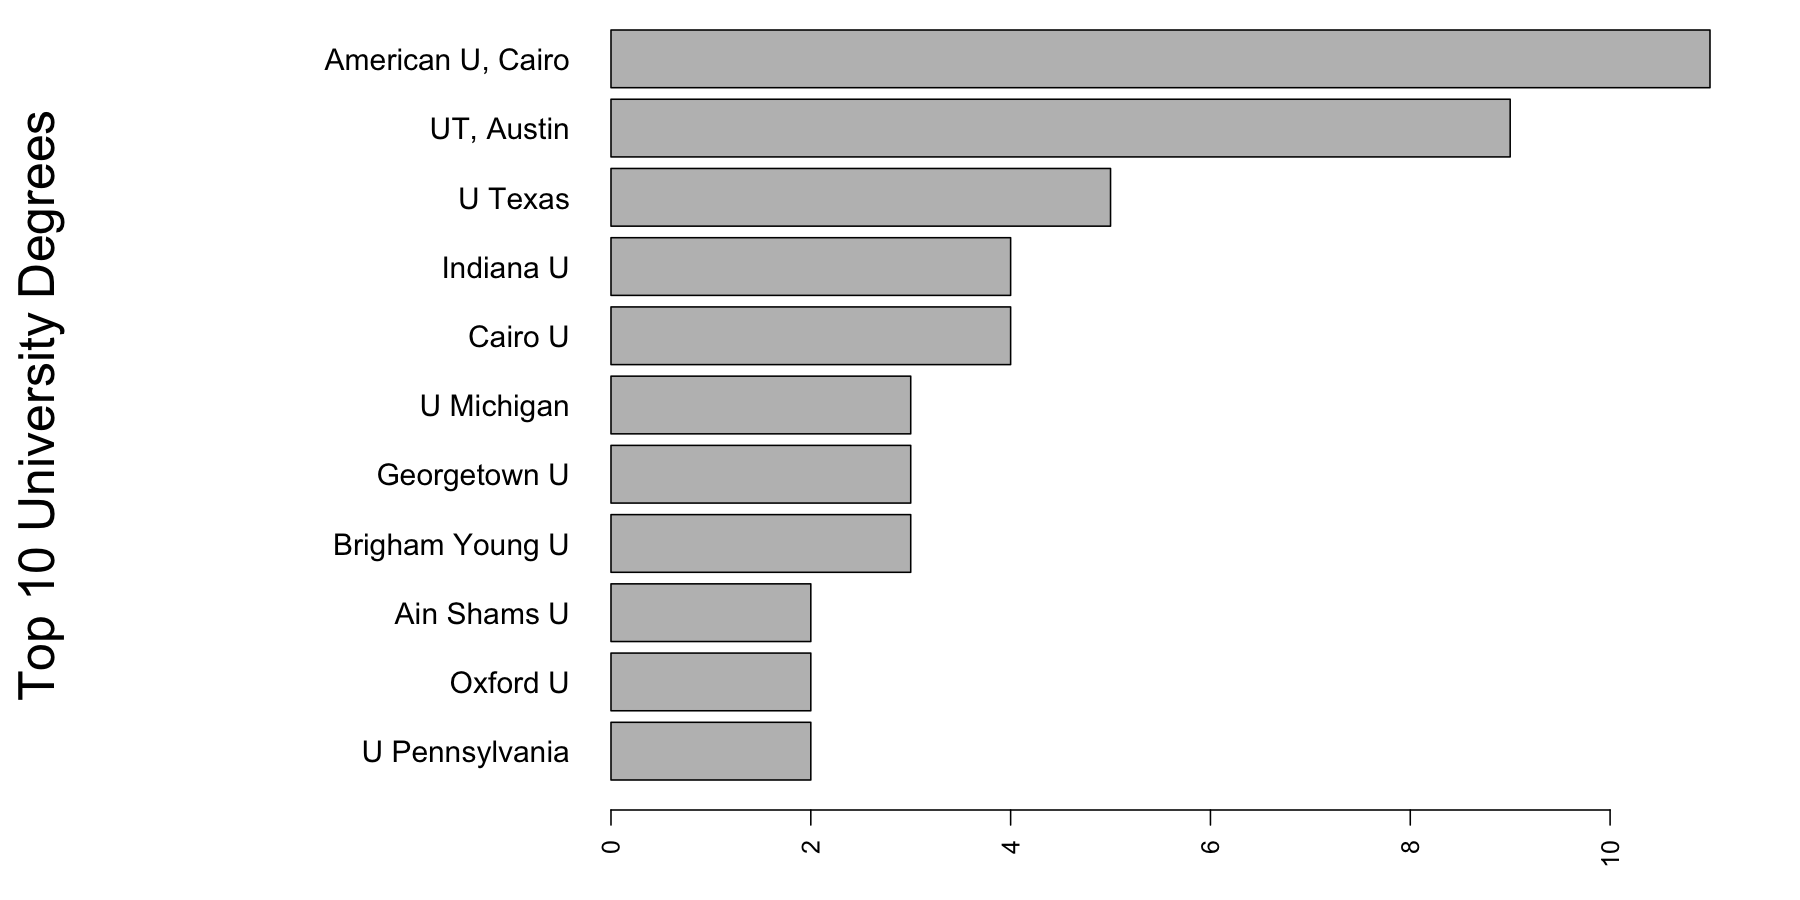 Top 10 University Degrees
American U, Cairo
UT, Austin
U Texas
Indiana U
Cairo U
U Michigan
Georgetown U
Brigham Young U
Ain Shams U
Oxford U
U Pennsylvania
0 2 4 6 8 10